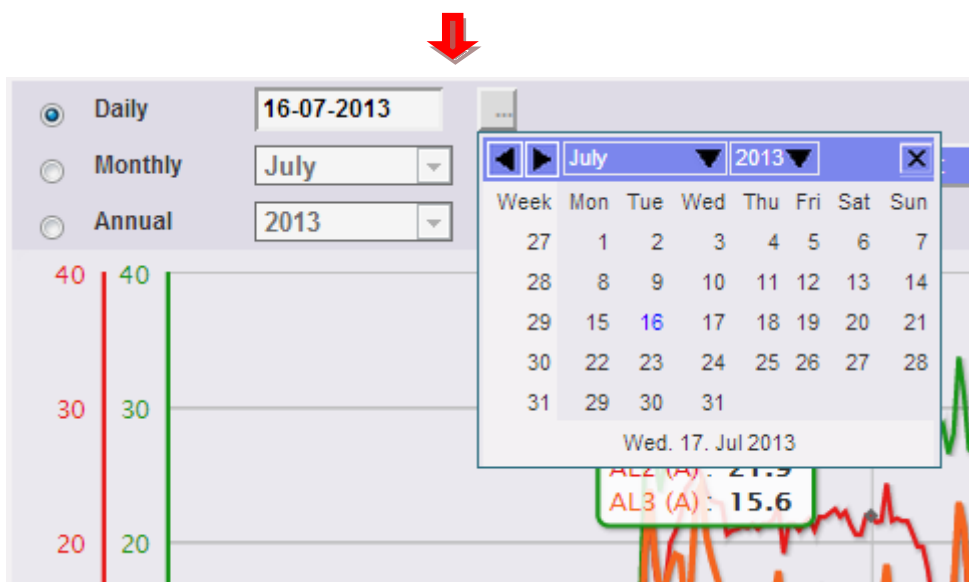 Daily 16-07-2013 ...
Monthly July
Annual 2013
July 2013
Week Mon Tue Wed Thu Fri Sat Sun
27 1 2 3 4 5 6 7
28 8 9 10 11 12 13 14
29 15 16 17 18 19 20 21
30 22 23 24 25 26 27 28
31 29 30 31
Wed. 17. Jul 2013
40 40
30 30
AL2 (A) : 21.9
AL3 (A) : 15.6
20 20